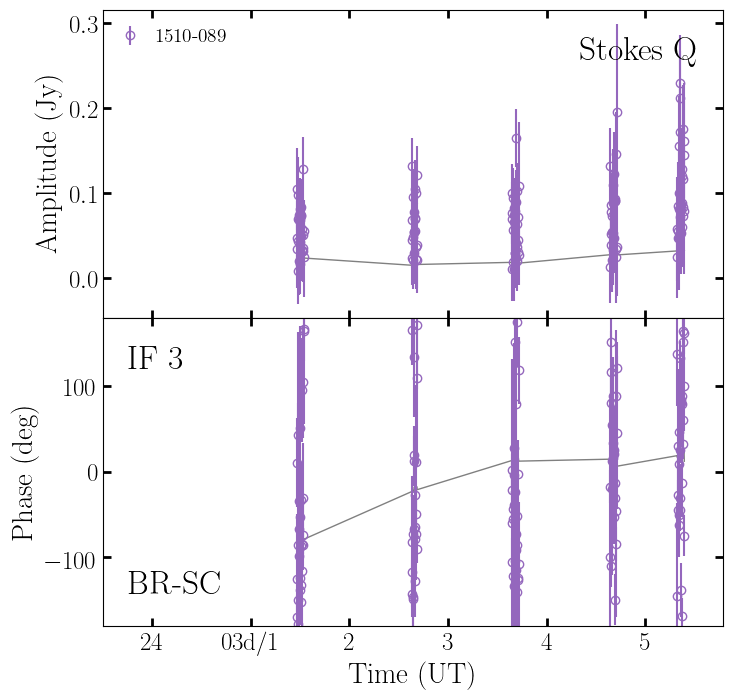 0.3
1510-089
Stokes Q
0.2
0.1
0.0
Amplitude (Jy)
IF 3
100
0
−100
Phase (deg)
BR-SC
24 03d/1 2 3 4 5
Time (UT)